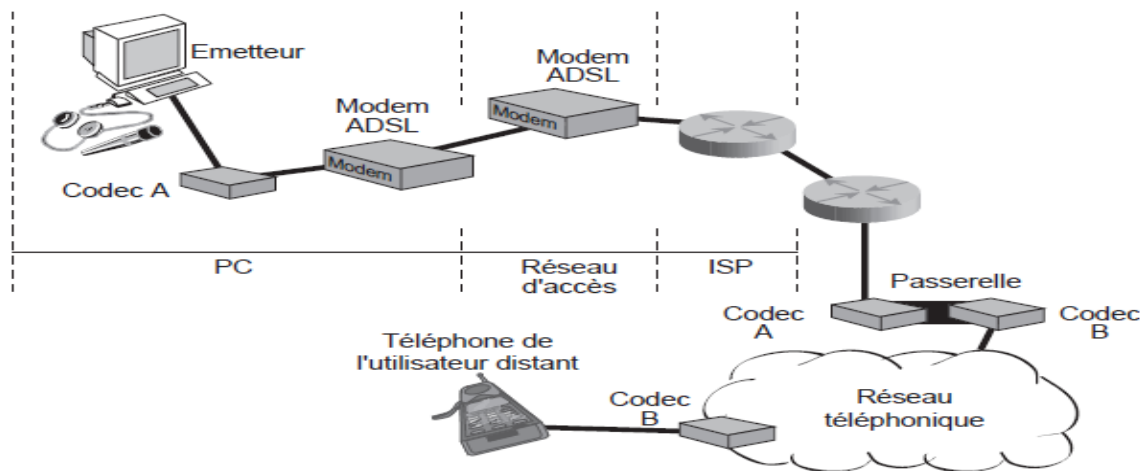 Emetteur
Modem
ADSL
Modem
ADSL
Modem
Modem
Codec A
PC
Réseau
d'accès
ISP
Passerelle
Codec
A
Codec
B
Téléphone de
l'utilisateur distant
Codec
B
Réseau
téléphonique